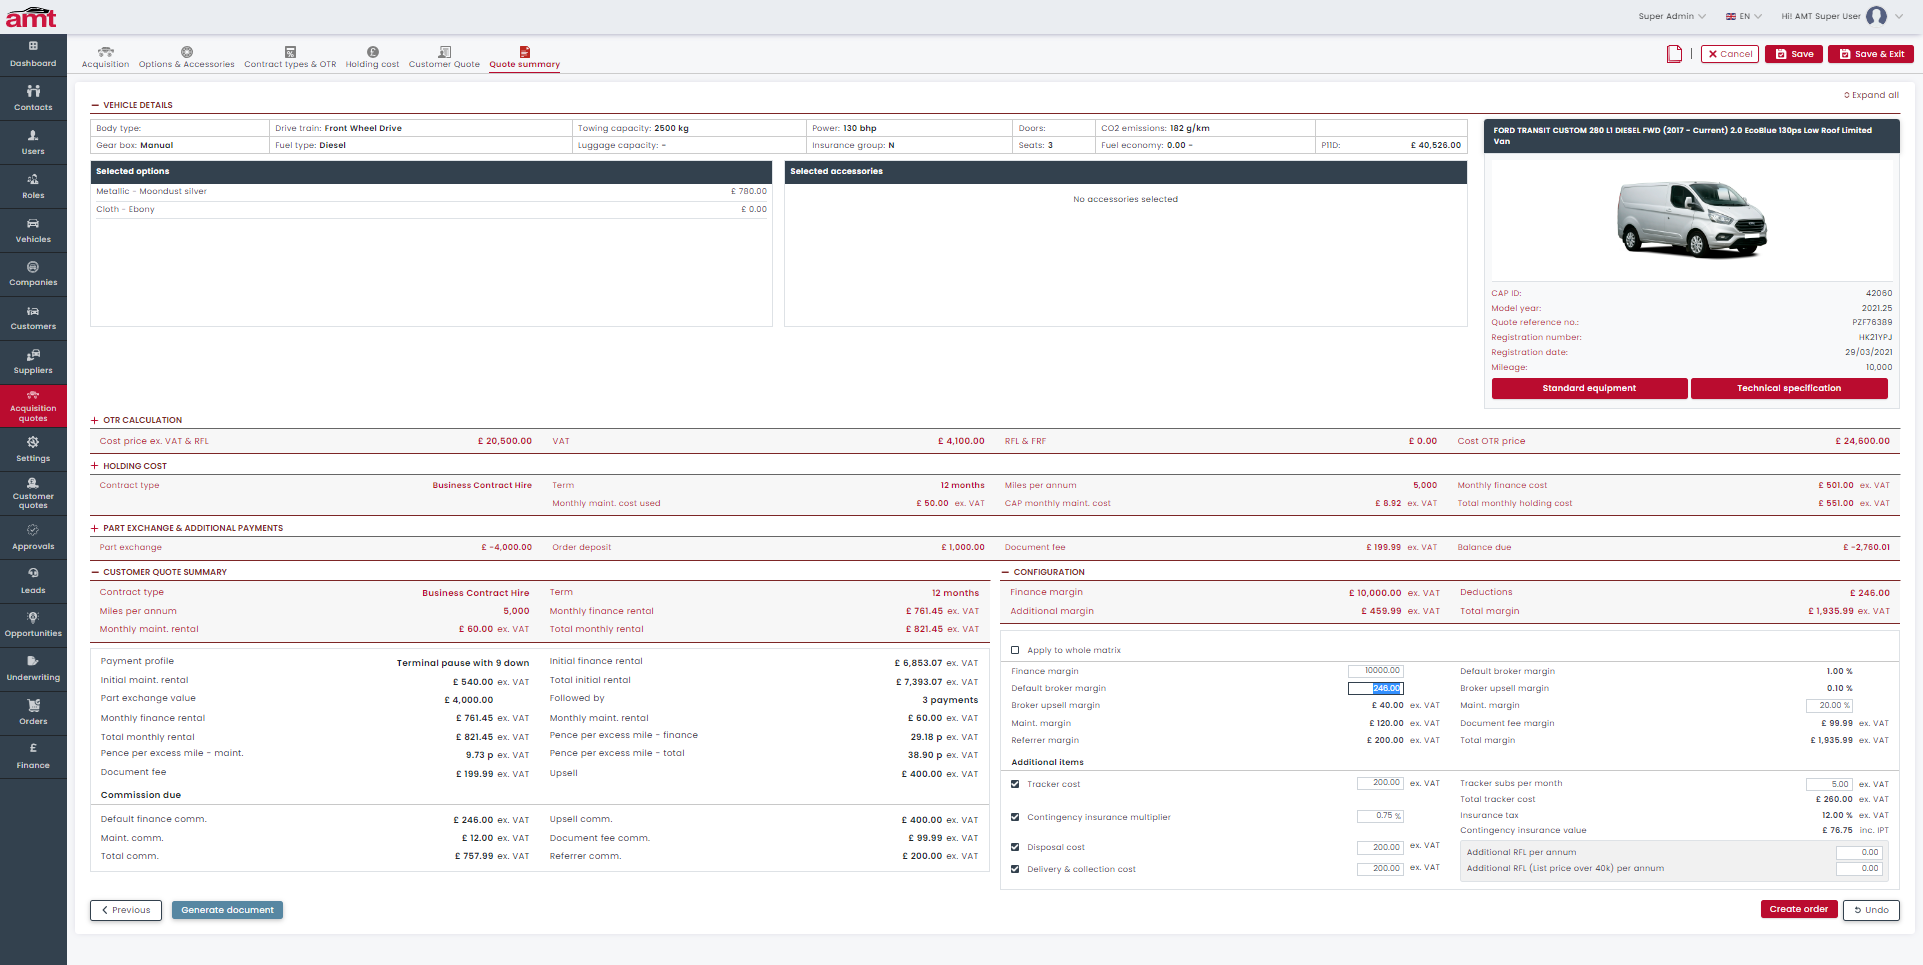 amt
Super Admin
EN
Hi! AMT Super User
Dashboard
Contacts
Users
Roles
Vehicles
Companies
Customers
Suppliers
Acquisition quotes
Settings
Customer quotes
Approvals
Leads
Opportunities
Underwriting
Orders
Finance
Acquisition
Options & Accessories
Contract types & OTR
Holding cost
Customer Quote
Quote summary
Cancel
Save
Save & Exit
Expand all
VEHICLE DETAILS
Body type:
Drive train: Front Wheel Drive
Towing capacity: 2500 kg
Power: 130 bhp
Doors:
CO2 emissions: 182 g/km
Gear box: Manual
Fuel type: Diesel
Luggage capacity: -
Insurance group: N
Seats: 3
Fuel economy: 0.00 -
P11D: £ 40,526.00
Selected options
Metallic - Moondust silver £ 780.00
Cloth - Ebony £ 0.00
Selected accessories
No accessories selected
FORD TRANSIT CUSTOM 280 L1 DIESEL FWD (2017 - Current) 2.0 EcoBlue 130ps Low Roof Limited
Van
CAP ID: 42060
Model year: 2021.25
Quote reference no.: PZF76389
Registration number: HK21YPJ
Registration date: 29/03/2021
Mileage: 10,000
Standard equipment
Technical specification
OTR CALCULATION
Cost price ex. VAT & RFL £ 20,500.00 VAT £ 4,100.00 RFL & FRF £ 0.00 Cost OTR price £ 24,600.00
HOLDING COST
Contract type Business Contract Hire Term 12 months Miles per annum 5,000 Monthly finance cost £ 501.00 ex. VAT
Monthly maint. cost used £ 50.00 ex. VAT CAP monthly maint. cost £ 8.92 ex. VAT Total monthly holding cost £ 551.00 ex. VAT
PART EXCHANGE & ADDITIONAL PAYMENTS
Part exchange £ -4,000.00 Order deposit £ 1,000.00 Document fee £ 199.99 ex. VAT Balance due £ -2,760.01
CUSTOMER QUOTE SUMMARY
Contract type Business Contract Hire Term 12 months
Miles per annum 5,000 Monthly finance rental £ 761.45 ex. VAT
Monthly maint. rental £ 60.00 ex. VAT Total monthly rental £ 821.45 ex. VAT
Payment profile Terminal pause with 9 down Initial finance rental £ 6,853.07 ex. VAT
Initial maint. rental £ 540.00 ex. VAT Total initial rental £ 7,393.07 ex. VAT
Part exchange value £ 4,000.00 Followed by 3 payments
Monthly finance rental £ 761.45 ex. VAT Monthly maint. rental £ 60.00 ex. VAT
Total monthly rental £ 821.45 ex. VAT Pence per excess mile - finance 29.18 p ex. VAT
Pence per excess mile - maint. 9.73 p ex. VAT Pence per excess mile - total 38.90 p ex. VAT
Document fee £ 199.99 ex. VAT Upsell £ 400.00 ex. VAT
Commission due
Default finance comm. £ 246.00 ex. VAT Upsell comm. £ 400.00 ex. VAT
Maint. comm. £ 12.00 ex. VAT Document fee comm. £ 99.99 ex. VAT
Total comm. £ 757.99 ex. VAT Referrer comm. £ 200.00 ex. VAT
CONFIGURATION
Finance margin £ 10,000.00 ex. VAT Deductions £ 246.00
Additional margin £ 459.99 ex. VAT Total margin £ 1,935.99 ex. VAT
Apply to whole matrix
Finance margin 10000.00 Default broker margin 1.00 %
Default broker margin 246.00 Broker upsell margin 0.10 %
Broker upsell margin £ 40.00 ex. VAT Maint. margin 20.00 %
Maint. margin £ 120.00 ex. VAT Document fee margin £ 99.99 ex. VAT
Referrer margin £ 200.00 ex. VAT Total margin £ 1,935.99 ex. VAT
Additional items
Tracker cost 200.00 ex. VAT Tracker subs per month 5.00 ex. VAT
Total tracker cost £ 260.00 ex. VAT
Contingency insurance multiplier 0.75 % Insurance tax 12.00 % ex. VAT
Contingency insurance value £ 76.75 inc. IPT
Disposal cost 200.00 ex. VAT Additional RFL per annum 0.00
Delivery & collection cost 200.00 ex. VAT Additional RFL (List price over 40k) per annum 0.00
Previous
Generate document
Create order
Undo